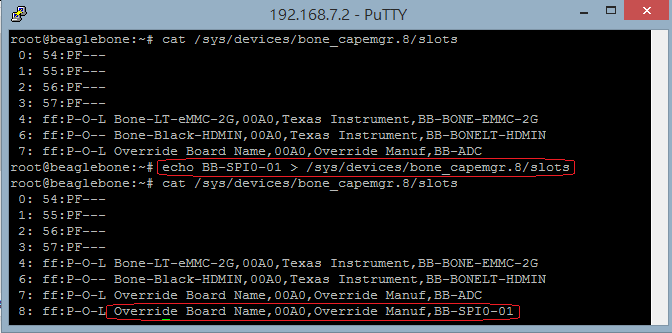 192.168.7.2 - PuTTY
root@beaglebone:~# cat /sys/devices/bone_capemgr.8/slots
0: 54:PF---
1: 55:PF---
2: 56:PF---
3: 57:PF---
4: ff:P-O-L Bone-LT-eMMC-2G,00A0,Texas Instrument,BB-BONE-EMMC-2G
6: ff:P-O-- Bone-Black-HDMIN,00A0,Texas Instrument,BB-BONELT-HDMIN
7: ff:P-O-L Override Board Name,00A0,Override Manuf,BB-ADC
root@beaglebone:~# echo BB-SPI0-01 > /sys/devices/bone_capemgr.8/slots
root@beaglebone:~# cat /sys/devices/bone_capemgr.8/slots
0: 54:PF---
1: 55:PF---
2: 56:PF---
3: 57:PF---
4: ff:P-O-L Bone-LT-eMMC-2G,00A0,Texas Instrument,BB-BONE-EMMC-2G
6: ff:P-O-- Bone-Black-HDMIN,00A0,Texas Instrument,BB-BONELT-HDMIN
7: ff:P-O-L Override Board Name,00A0,Override Manuf,BB-ADC
8: ff:P-O-L Override Board Name,00A0,Override Manuf,BB-SPI0-01